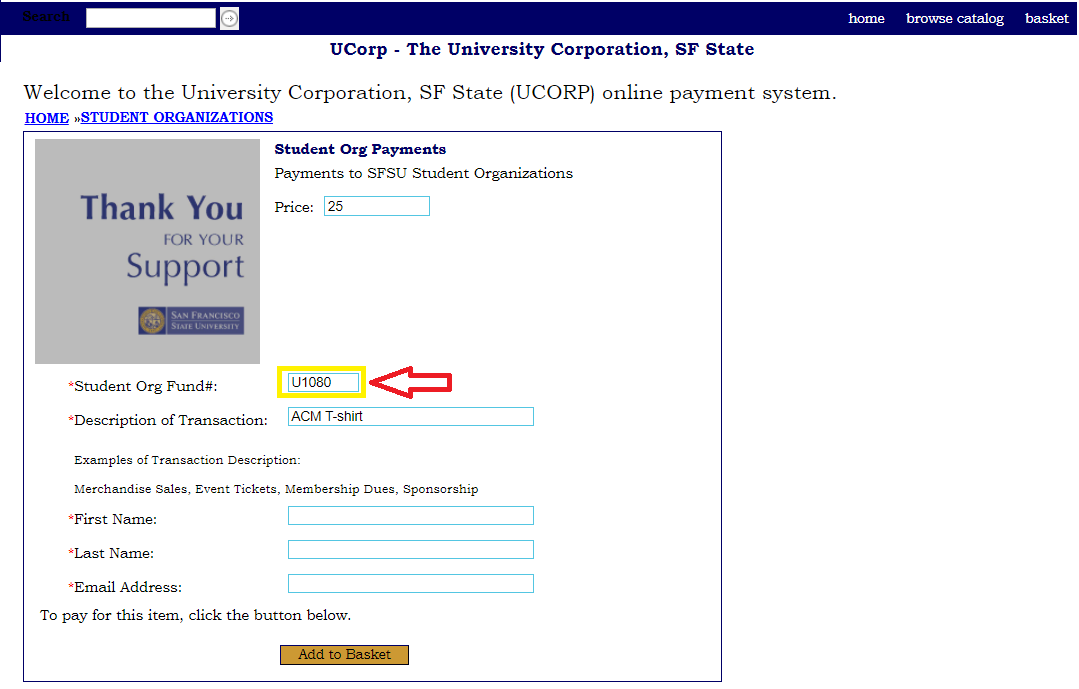 Search
home browse catalog basket
UCorp - The University Corporation, SF State
Welcome to the University Corporation, SF State (UCORP) online payment system.
HOME »STUDENT ORGANIZATIONS
Thank You
FOR YOUR
Support
SAN FRANCISCO
STATE UNIVERSITY
Student Org Payments
Payments to SFSU Student Organizations
Price: 25
*Student Org Fund#: U1080
*Description of Transaction: ACM T-shirt
Examples of Transaction Description:
Merchandise Sales, Event Tickets, Membership Dues, Sponsorship
*First Name:
*Last Name:
*Email Address:
To pay for this item, click the button below.
Add to Basket